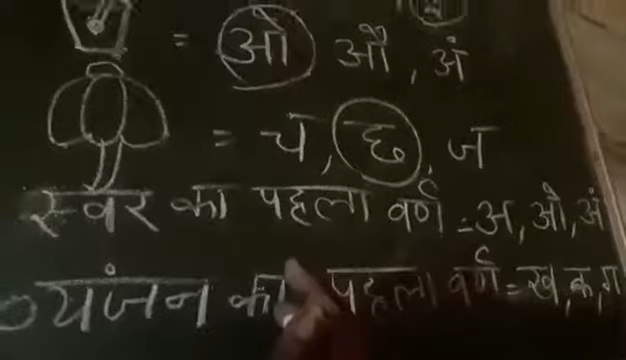 = ओ औ, अं
= च, छ, ज
स्वर का पहला वर्ण = अ, ओ, अं
व्यंजन का पहला वर्ण = ख, क, ग